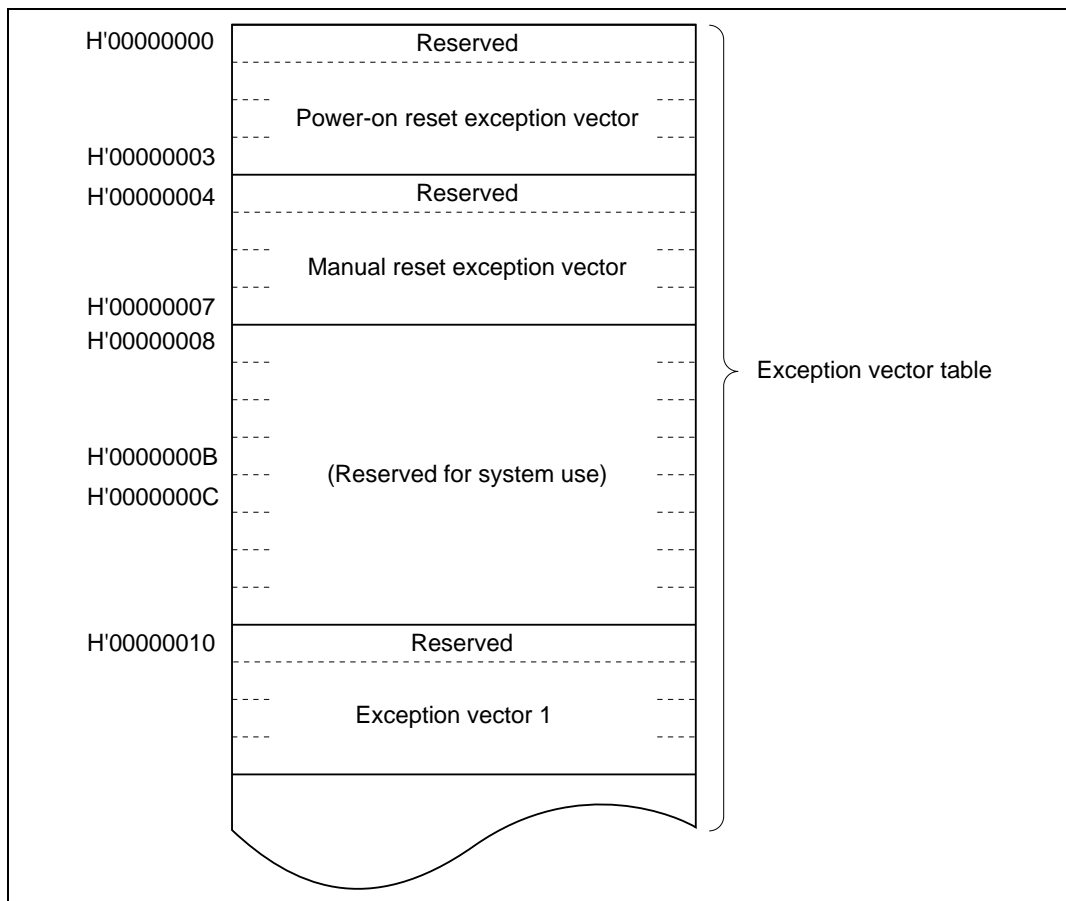 H'00000000
Reserved
Power-on reset exception vector
H'00000003
H'00000004
Reserved
Manual reset exception vector
H'00000007
H'00000008
Exception vector table
H'0000000B
(Reserved for system use)
H'0000000C
H'00000010
Reserved
Exception vector 1